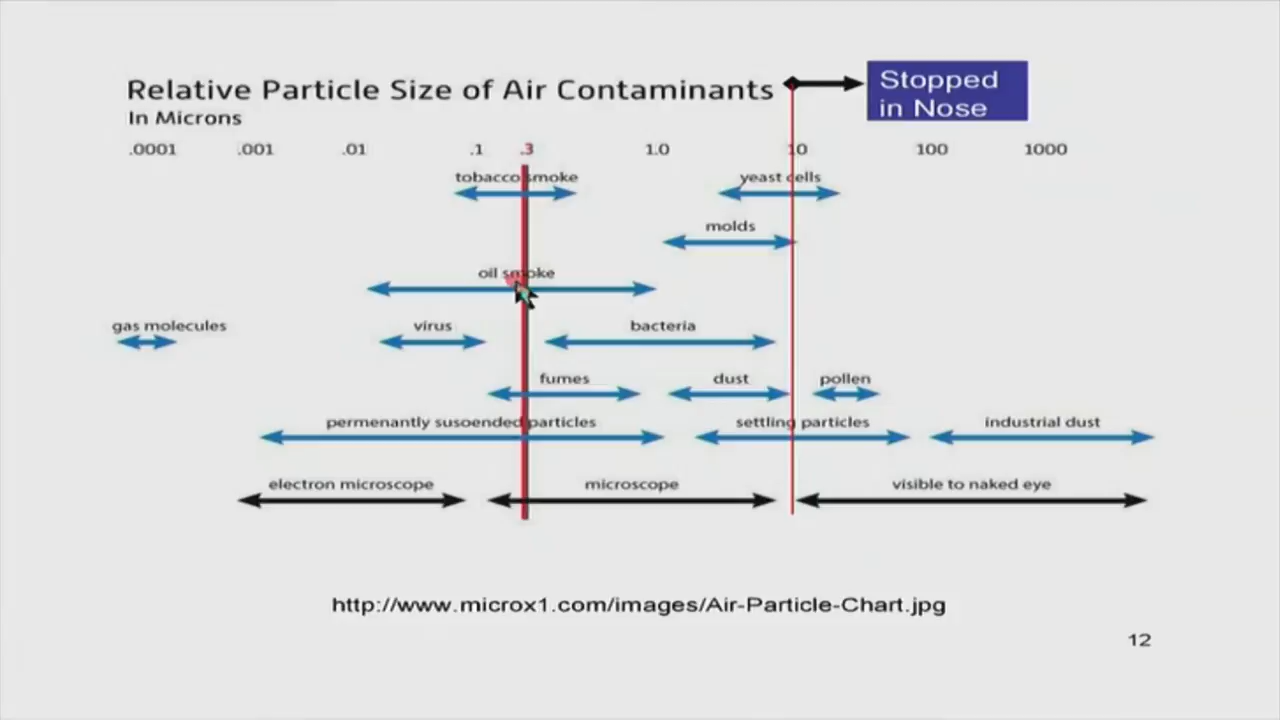 Relative Particle Size of Air Contaminants
Stopped
in Nose
In Microns
.0001 .001 .01 .1 .3 1.0 10 100 1000
tobacco smoke yeast cells
molds
oil smoke
gas molecules virus bacteria
fumes dust pollen
permenantly susoended particles settling particles industrial dust
electron microscope microscope visible to naked eye
http://www.microx1.com/images/Air-Particle-Chart.jpg
12